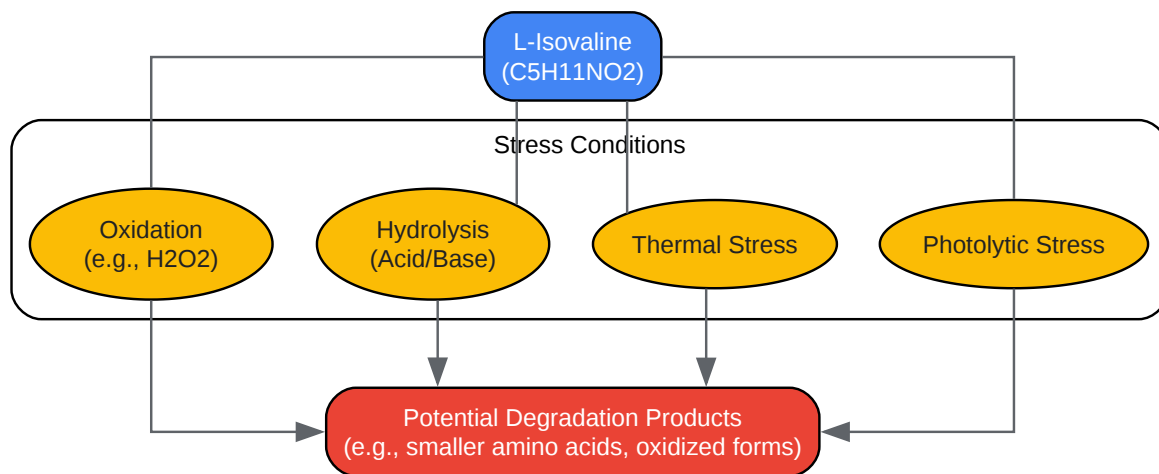 L-Isovaline
(C5H11NO2)
Stress Conditions
Oxidation
(e.g., H2O2)
Hydrolysis
(Acid/Base)
Thermal Stress
Photolytic Stress
Potential Degradation Products
(e.g., smaller amino acids, oxidized forms)